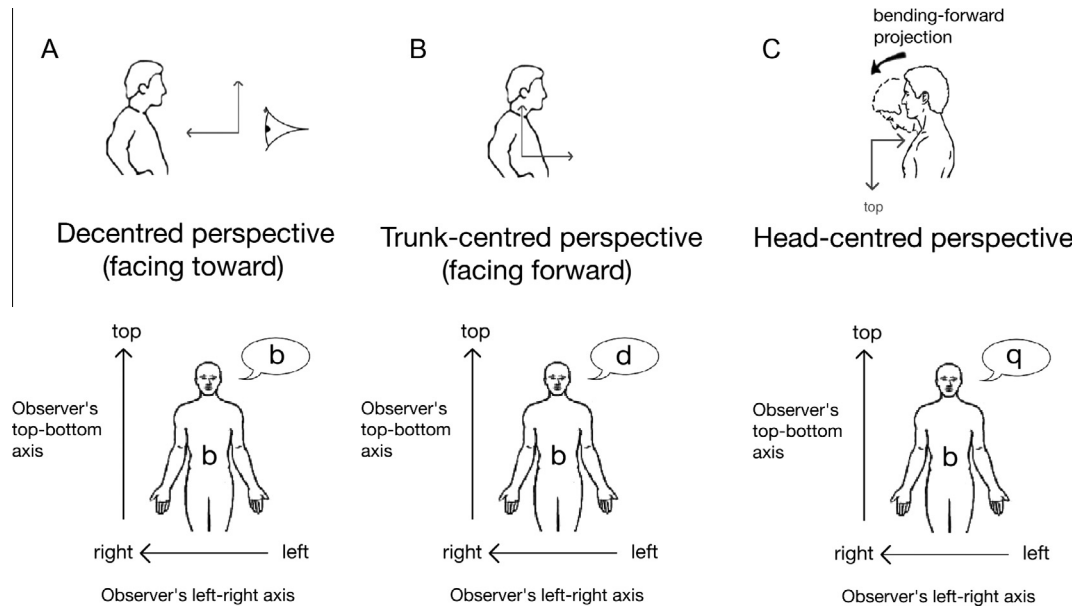 A
B
C
bending-forward
projection
top
Decentred perspective
(facing toward)
Trunk-centred perspective
(facing forward)
Head-centred perspective
top
b
Observer's
top-bottom
axis
b
right
left
Observer's left-right axis
top
d
Observer's
top-bottom
axis
b
right
left
Observer's left-right axis
top
q
Observer's
top-bottom
axis
b
right
left
Observer's left-right axis